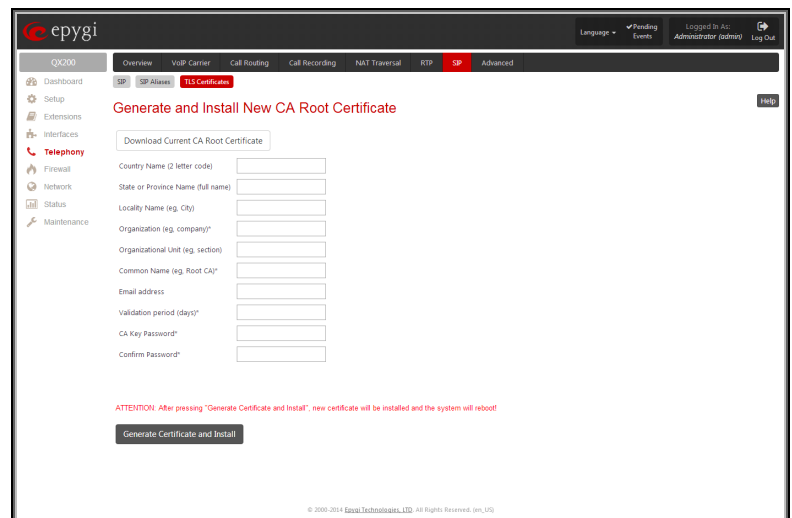 epygi
Language
Pending Events
Logged In As:
Administrator (admin)
Log Out
QX200
Overview VoIP Carrier Call Routing Call Recording NAT Traversal RTP SIP Advanced
Dashboard
Setup
Extensions
Interfaces
Telephony
Firewall
Network
Status
Maintenance
SIP SIP Aliases TLS Certificates
Generate and Install New CA Root Certificate
Help
Download Current CA Root Certificate
Country Name (2 letter code)
State or Province Name (full name)
Locality Name (eg, City)
Organization (eg, company)*
Organizational Unit (eg, section)
Common Name (eg, Root CA)*
Email address
Validation period (days)*
CA Key Password*
Confirm Password*
ATTENTION: After pressing "Generate Certificate and Install", new certificate will be installed and the system will reboot!
Generate Certificate and Install
© 2000-2014 Epygi Technologies, LTD. All Rights Reserved. (en_US)